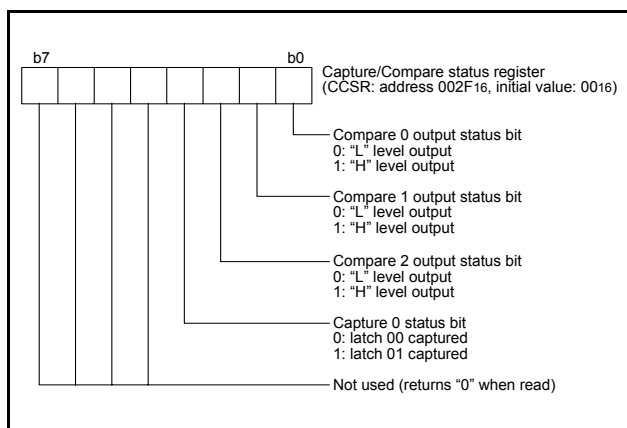 b7 b0
Capture/Compare status register
(CCSR: address 002F16, initial value: 0016)
Compare 0 output status bit
0: “L” level output
1: “H” level output
Compare 1 output status bit
0: “L” level output
1: “H” level output
Compare 2 output status bit
0: “L” level output
1: “H” level output
Capture 0 status bit
0: latch 00 captured
1: latch 01 captured
Not used (returns “0” when read)